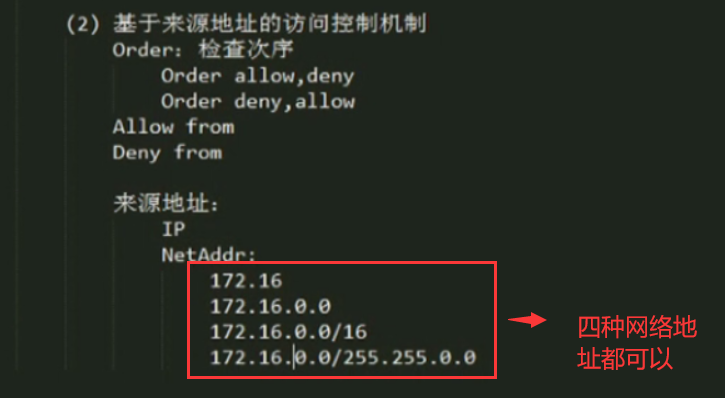 (2) 基于来源地址的访问控制机制
Order: 检查次序
Order allow,deny
Order deny,allow
Allow from
Deny from
来源地址:
IP
NetAddr:
172.16
172.16.0.0
172.16.0.0/16
172.16.0.0/255.255.0.0
四种网络地
址都可以